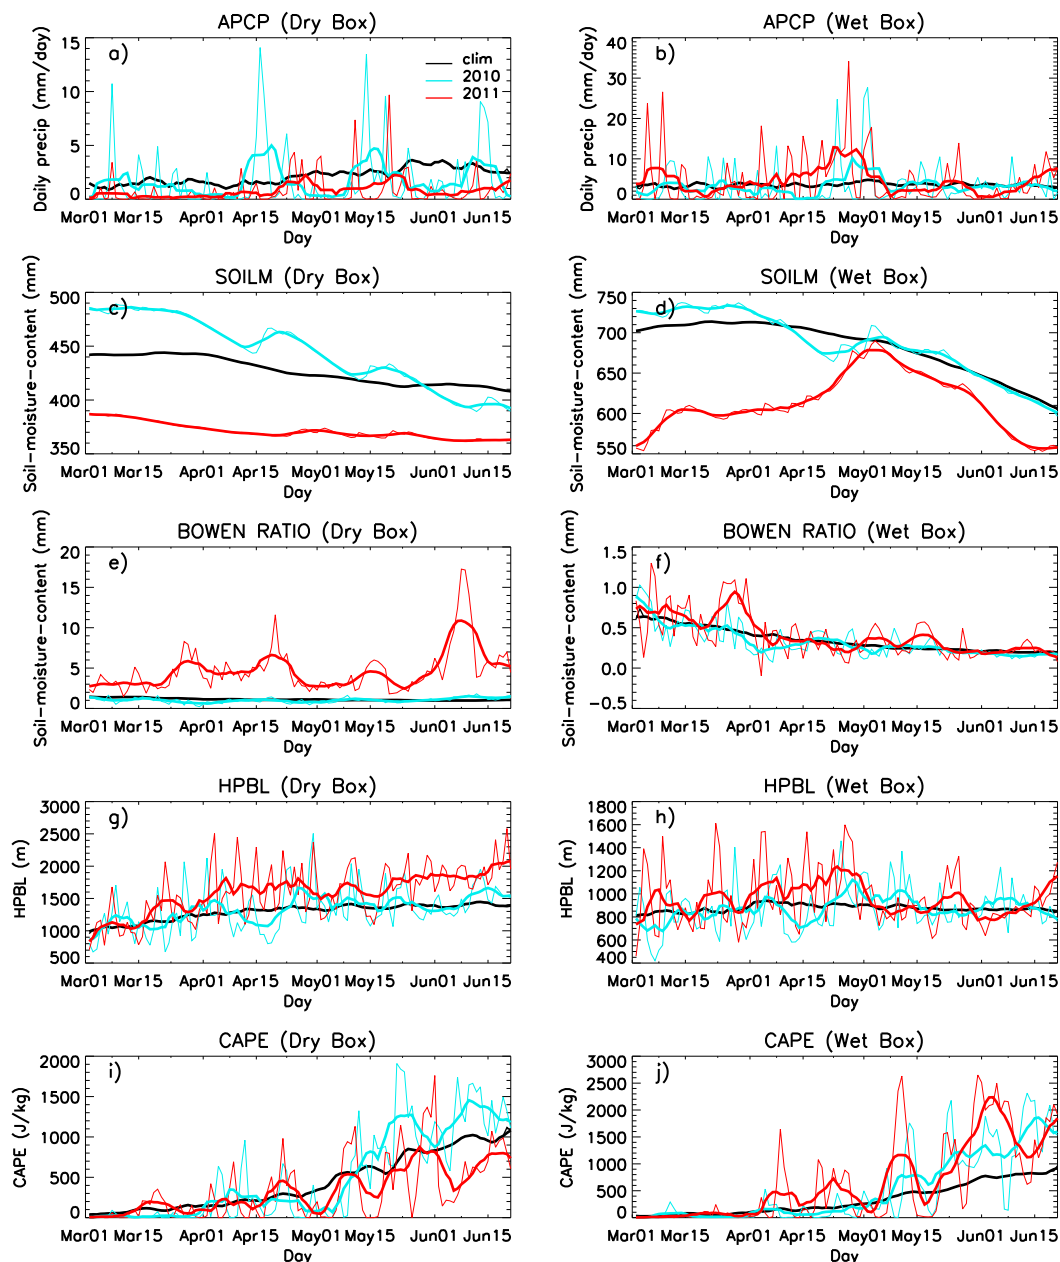 APCP (Dry Box)
a)
clim
2010
2011
Daily precip (mm/day)
15
10
5
0
Mar01 Mar15 Apr01 Apr15 May01 May15 Jun01 Jun15
Day
APCP (Wet Box)
b)
Daily precip (mm/day)
40
30
20
10
0
Mar01 Mar15 Apr01 Apr15 May01 May15 Jun01 Jun15
Day
SOILM (Dry Box)
c)
Soil-moisture-content (mm)
500
450
400
350
Mar01 Mar15 Apr01 Apr15 May01 May15 Jun01 Jun15
Day
SOILM (Wet Box)
d)
Soil-moisture-content (mm)
750
700
650
600
550
Mar01 Mar15 Apr01 Apr15 May01 May15 Jun01 Jun15
Day
BOWEN RATIO (Dry Box)
e)
Soil-moisture-content (mm)
20
15
10
5
0
Mar01 Mar15 Apr01 Apr15 May01 May15 Jun01 Jun15
Day
BOWEN RATIO (Wet Box)
f)
Soil-moisture-content (mm)
1.5
1.0
0.5
0.0
-0.5
Mar01 Mar15 Apr01 Apr15 May01 May15 Jun01 Jun15
Day
HPBL (Dry Box)
g)
HPBL (m)
3000
2500
2000
1500
1000
500
Mar01 Mar15 Apr01 Apr15 May01 May15 Jun01 Jun15
Day
HPBL (Wet Box)
h)
HPBL (m)
1800
1600
1400
1200
1000
800
600
400
Mar01 Mar15 Apr01 Apr15 May01 May15 Jun01 Jun15
Day
CAPE (Dry Box)
i)
CAPE (J/kg)
2000
1500
1000
500
0
Mar01 Mar15 Apr01 Apr15 May01 May15 Jun01 Jun15
Day
CAPE (Wet Box)
j)
CAPE (J/kg)
3000
2500
2000
1500
1000
500
0
Mar01 Mar15 Apr01 Apr15 May01 May15 Jun01 Jun15
Day